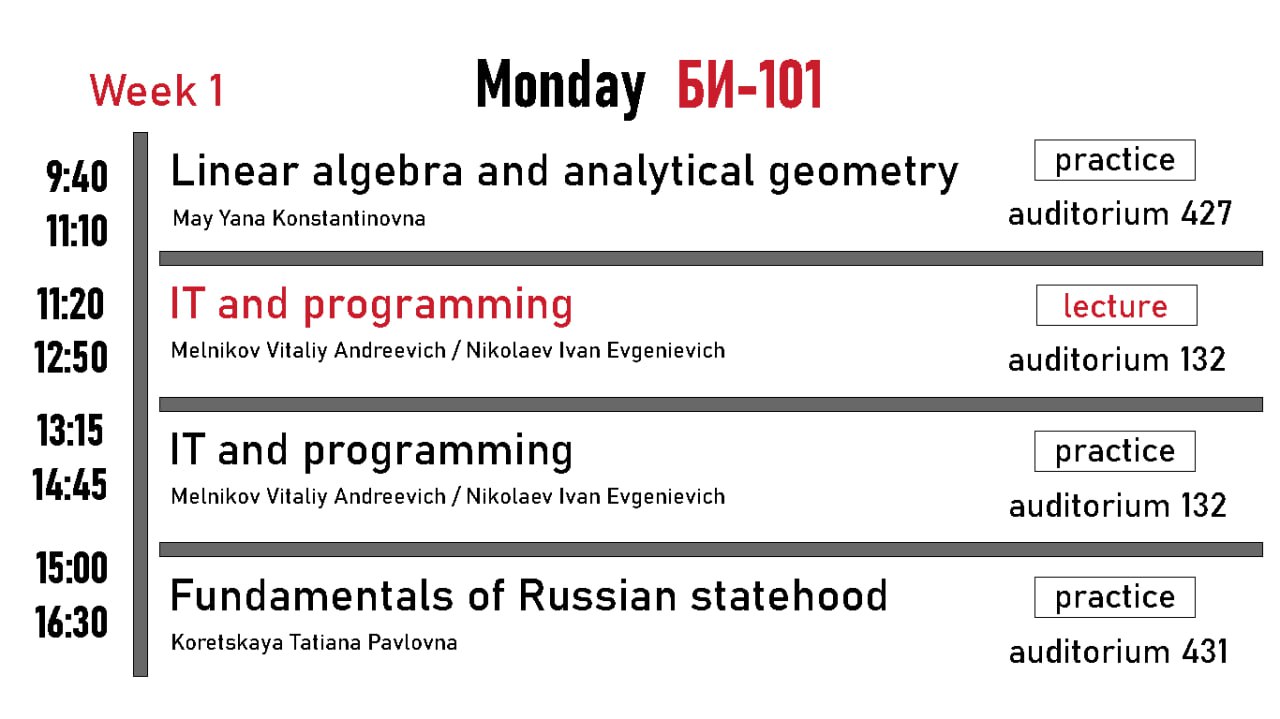 Week 1
Monday БИ-101
9:40
11:10
Linear algebra and analytical geometry
May Yana Konstantinovna
practice
auditorium 427
11:20
12:50
IT and programming
Melnikov Vitaliy Andreevich / Nikolaev Ivan Evgenievich
lecture
auditorium 132
13:15
14:45
IT and programming
Melnikov Vitaliy Andreevich / Nikolaev Ivan Evgenievich
practice
auditorium 132
15:00
16:30
Fundamentals of Russian statehood
Koretskaya Tatiana Pavlovna
practice
auditorium 431